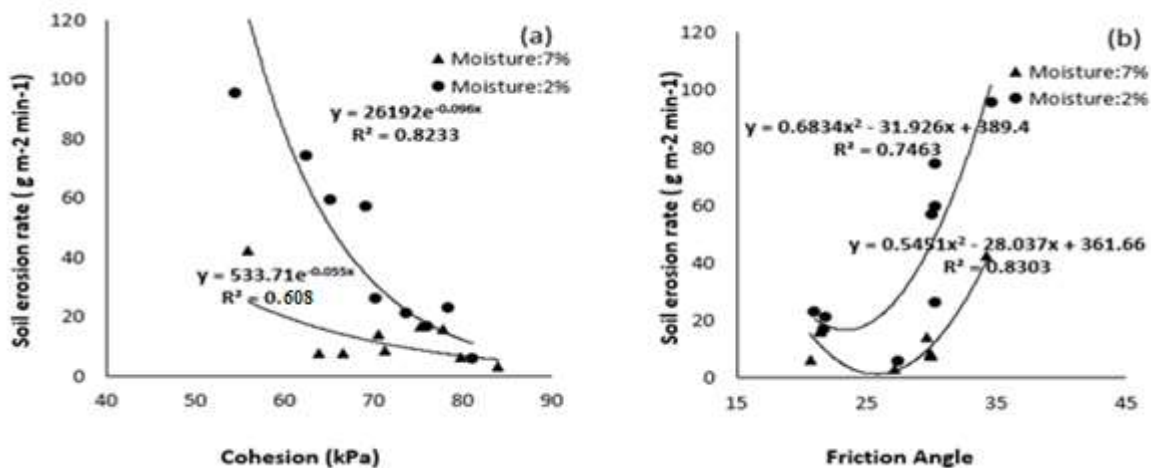 120
100
80
60
40
20
0
40 50 60 70 80 90
Soil erosion rate ( g m-2 min-1)
Cohesion (kPa)
(a)
Moisture:7%
Moisture:2%
y = 26192e^-0.096x
R² = 0.8233
y = 533.71e^-0.055x
R² = 0.608
120
100
80
60
40
20
0
15 25 35 45
Soil erosion rate ( g m-2 min-1)
Friction Angle
(b)
Moisture:7%
Moisture:2%
y = 0.6834x² - 31.926x + 389.4
R² = 0.7463
y = 0.5451x² - 28.037x + 361.66
R² = 0.8303